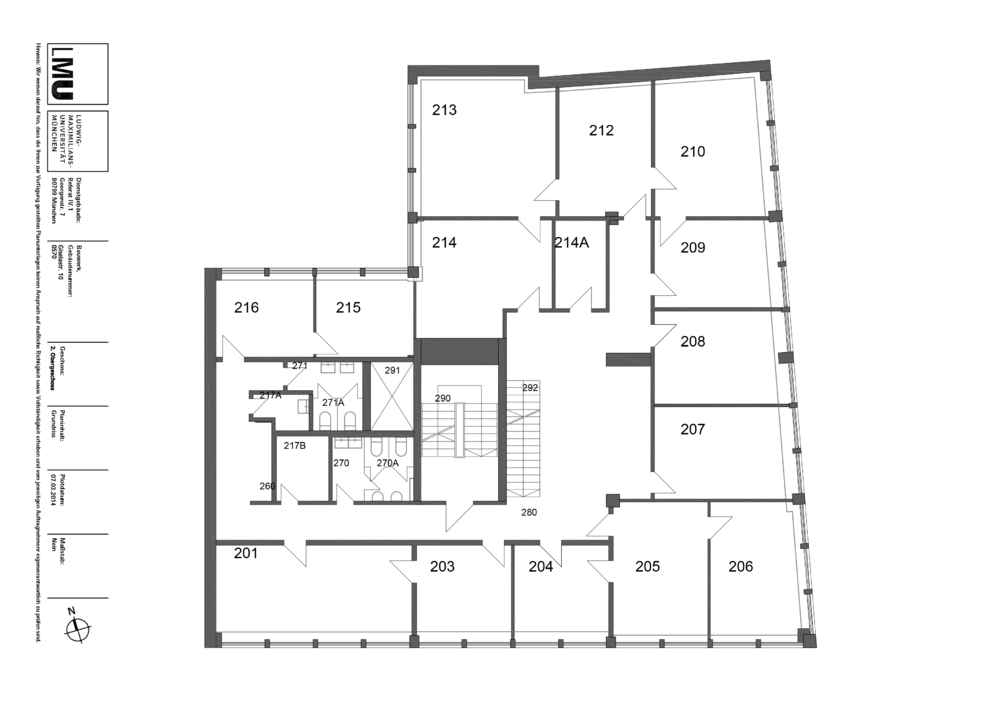 LMU
LUDWIG-
MAXIMILIANS-
UNIVERSITÄT
MÜNCHEN
Dienstgebäude:
Referat IV.1
Georgenstr. 7
80799 München
Bauwerk,
Gebäudenummer:
Giselastr. 10
0570
Geschoss:
2. Obergeschoss
Planinhalt:
Grundriss
Plotdatum:
07.03.2014
Maßstab:
Nein
N
Hinweis: Wir weisen darauf hin, dass die Ihnen zur Verfügung gestellten Planunterlagen keinen Anspruch auf maßliche Richtigkeit sowie Vollständigkeit erheben und vom jeweiligen Auftragnehmer eigenverantwortlich zu prüfen sind.
213
212
210
214
214A
209
216
215
208
271
291
217A
271A
290
292
207
217B
270
270A
260
280
201
203
204
205
206